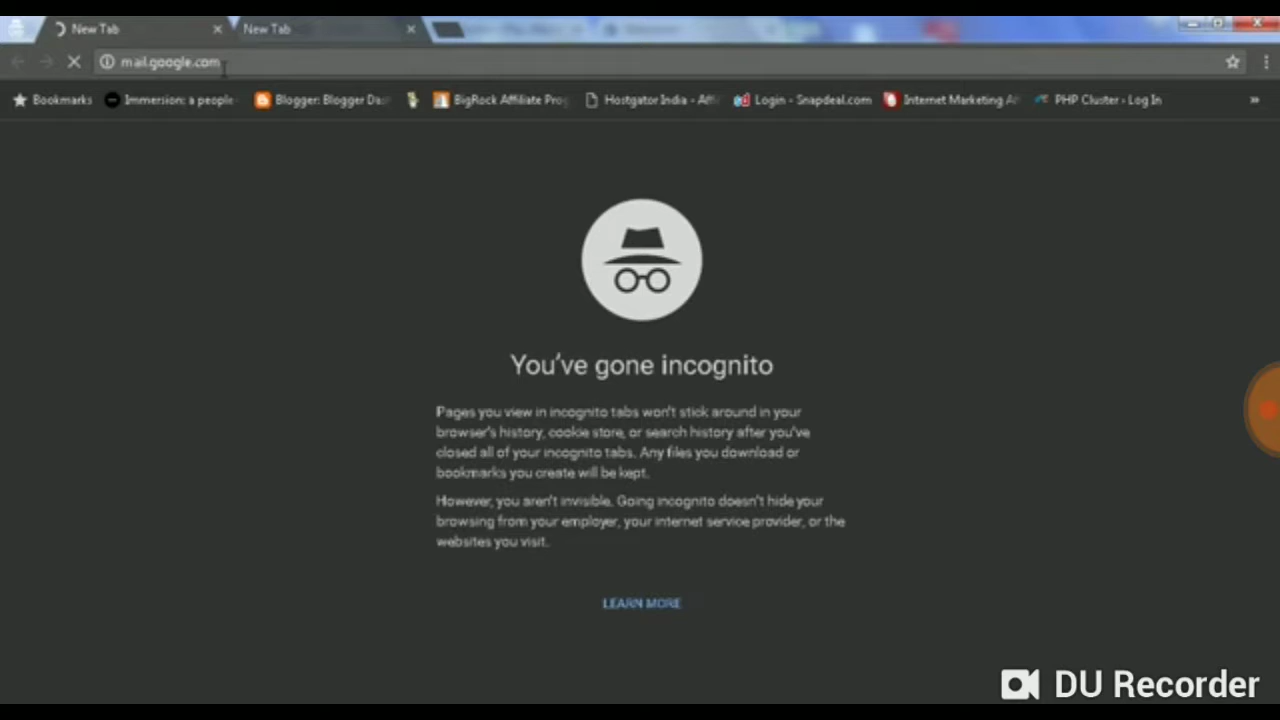 New Tab
New Tab
mail.google.com
Bookmarks
Immersion: a people
Blogger: Blogger Das
BigRock Affiliate Prog
Hostgator India - Affi
Login - Snapdeal.com
Internet Marketing A
PHP Cluster › Log In
You've gone incognito
Pages you view in incognito tabs won't stick around in your
browser's history, cookie store, or search history after you've
closed all of your incognito tabs. Any files you download or
bookmarks you create will be kept.
However, you aren't invisible. Going incognito doesn't hide your
browsing from your employer, your internet service provider, or the
websites you visit.
LEARN MORE
DU Recorder